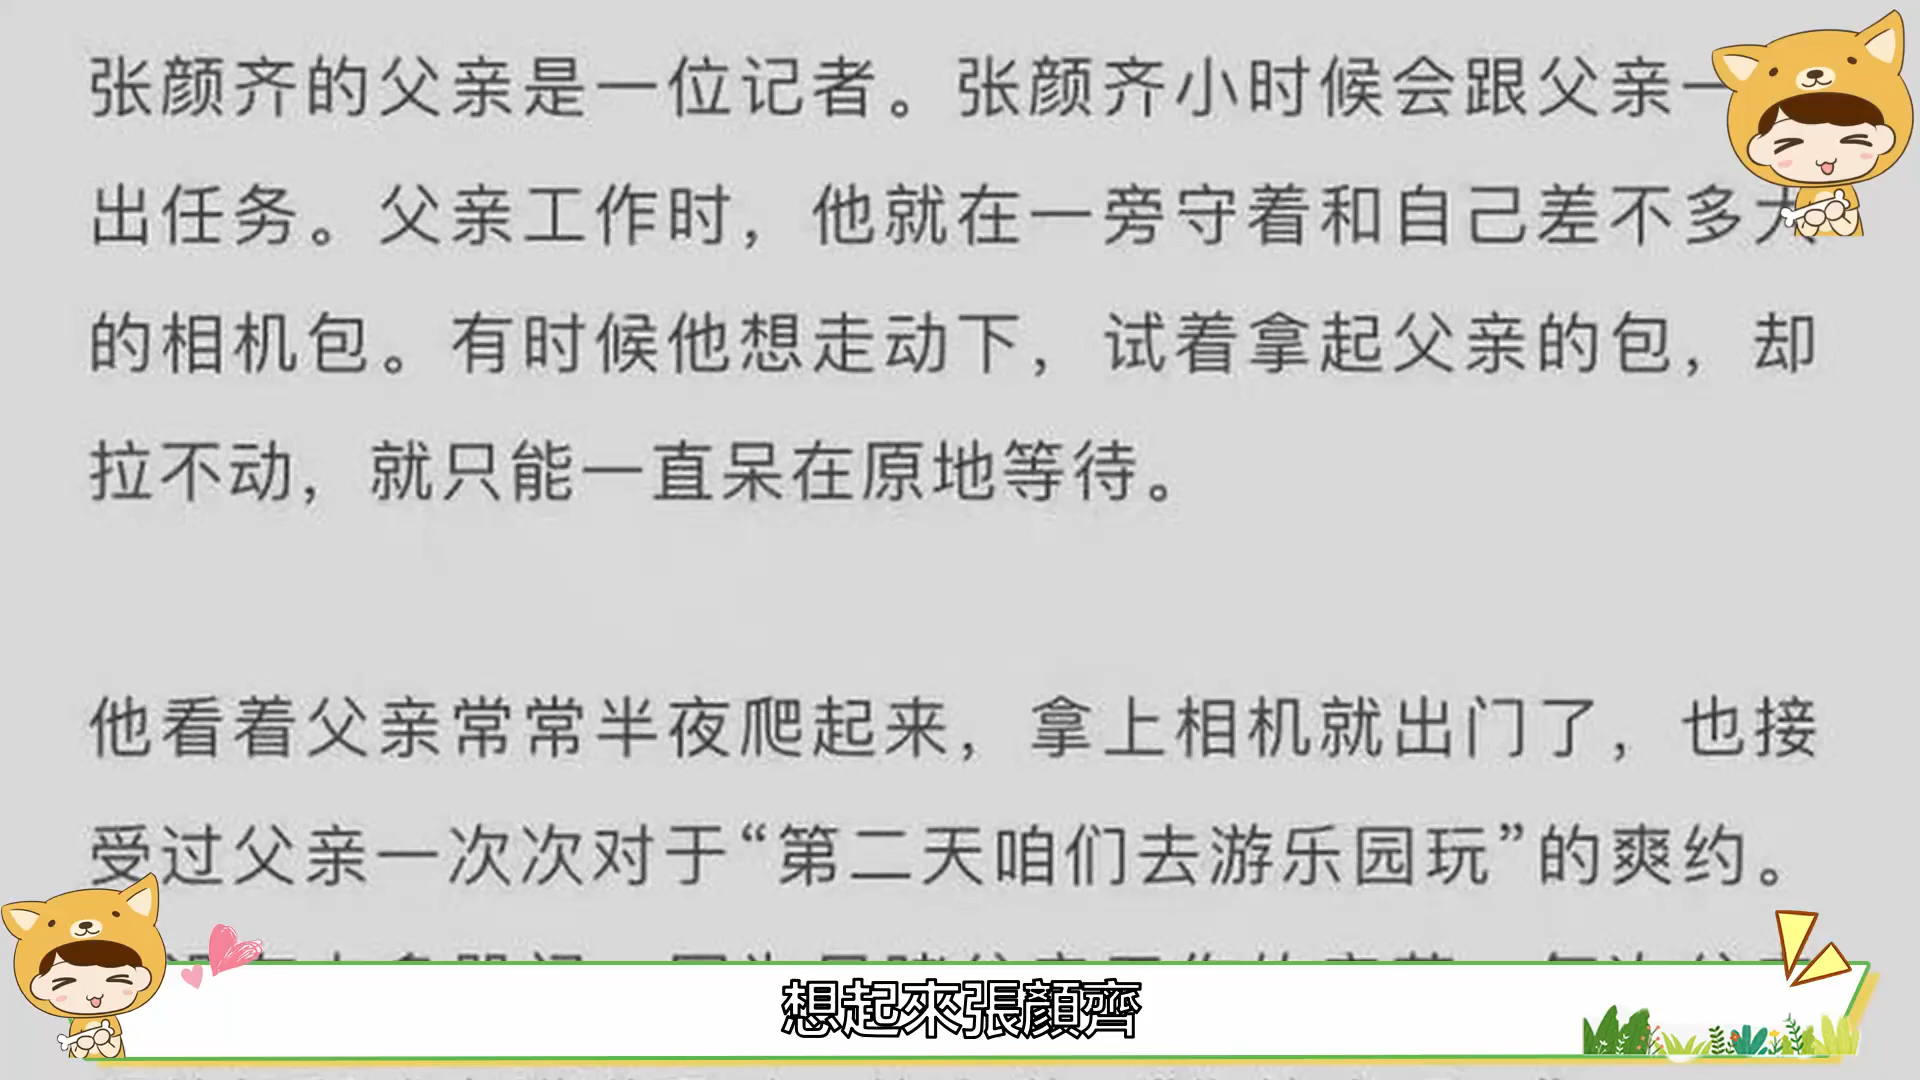 张颜齐的父亲是一位记者。张颜齐小时候会跟父亲一
出任务。父亲工作时，他就在一旁守着和自己差不多大
的相机包。有时候他想走动下，试着拿起父亲的包，却
拉不动，就只能一直呆在原地等待。
他看着父亲常常半夜爬起来，拿上相机就出门了，也接
受过父亲一次次对于“第二天咱们去游乐园玩”的爽约。
想起來張顏齊